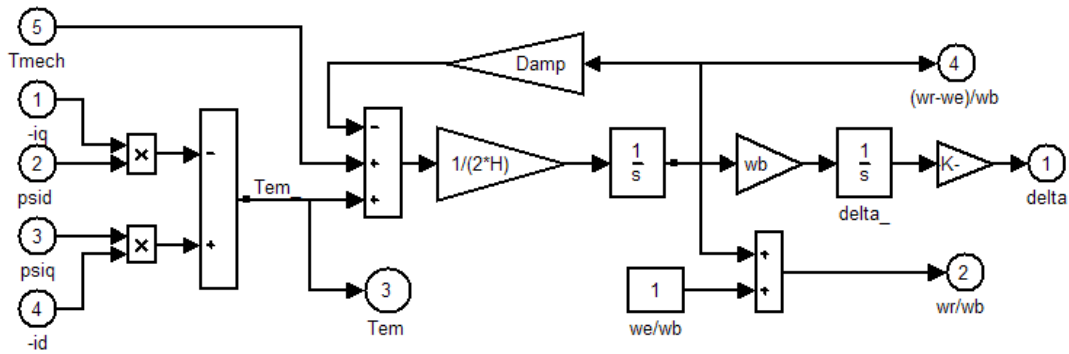 5
Tmech
1
-iq
2
psid
3
psiq
4
-id
×
×
-
+
Tem_
-
+
+
Damp
1/(2*H)
1
s
wb
1
s
delta_
-K-
1
delta
4
(wr-we)/wb
3
Tem
1
we/wb
+
+
2
wr/wb